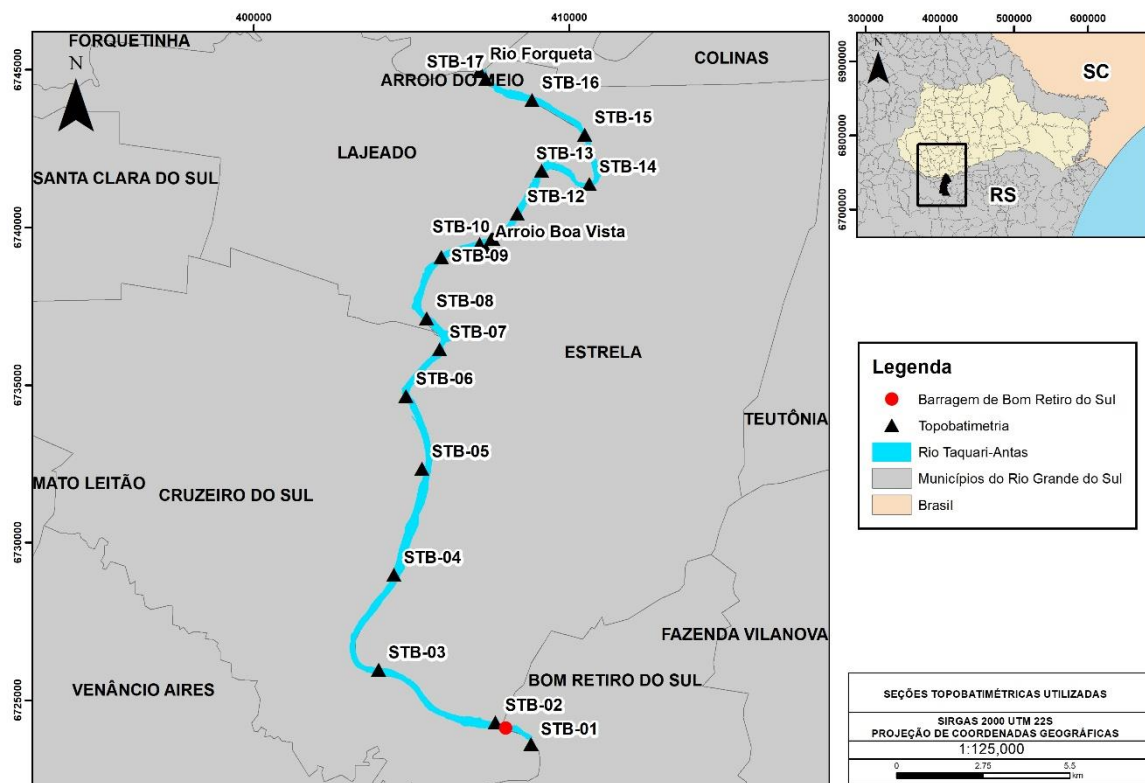 400000
410000
6745000
6740000
6735000
6730000
6725000
N
FORQUETINHA
COLINAS
STB-17
Rio Forqueta
ARROIO DO MEIO
STB-16
STB-15
LAJEADO
STB-13
STB-14
SANTA CLARA DO SUL
STB-12
STB-10
Arroio Boa Vista
STB-09
STB-08
STB-07
ESTRELA
STB-06
TEUTÔNIA
STB-05
MATO LEITÃO
CRUZEIRO DO SUL
STB-04
FAZENDA VILANOVA
STB-03
BOM RETIRO DO SUL
VENÂNCIO AIRES
STB-02
STB-01
300000
400000
500000
600000
6900000
6800000
6700000
N
SC
RS
Legenda
Barragem de Bom Retiro do Sul
Topobatimetria
Rio Taquari-Antas
Municípios do Rio Grande do Sul
Brasil
SEÇÕES TOPOBATIMÉTRICAS UTILIZADAS
SIRGAS 2000 UTM 22S
PROJEÇÃO DE COORDENADAS GEOGRÁFICAS
1:125,000
0 2.75 5.5
km